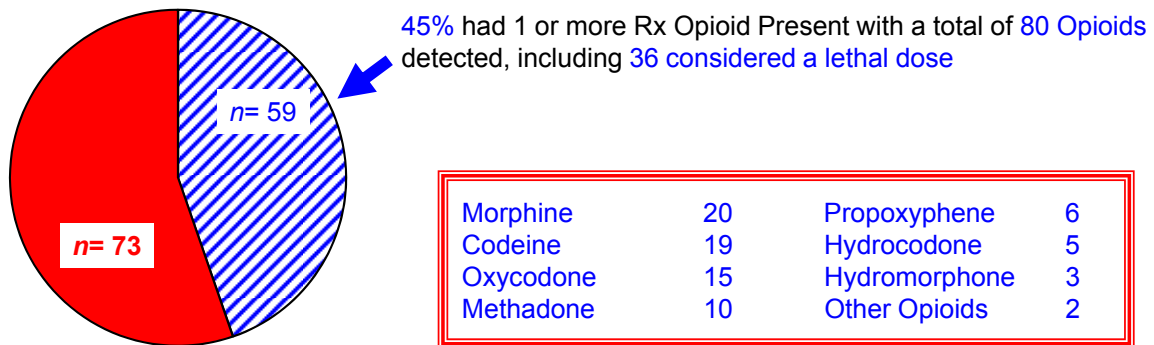 45% had 1 or more Rx Opioid Present with a total of 80 Opioids
detected, including 36 considered a lethal dose
n= 59
n= 73
Morphine 20 Propoxyphene 6
Codeine 19 Hydrocodone 5
Oxycodone 15 Hydromorphone 3
Methadone 10 Other Opioids 2